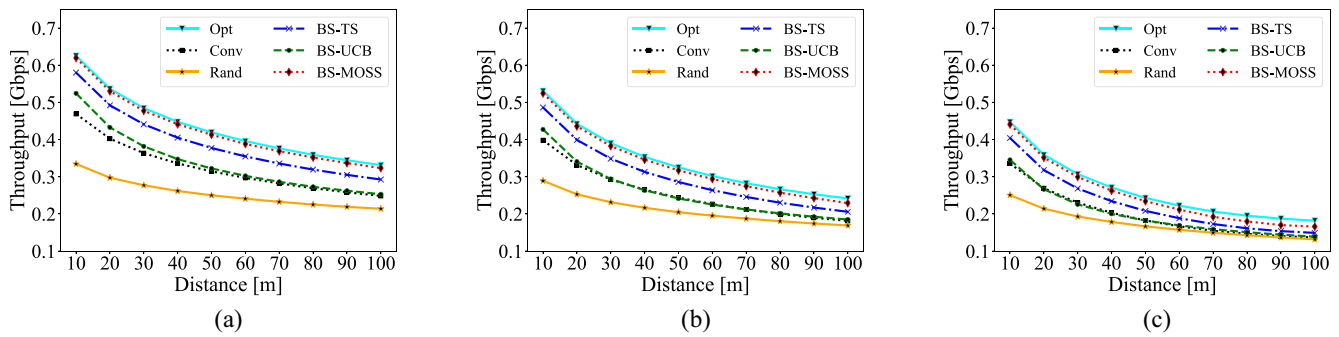 Throughput [Gbps]
0.7
0.6
0.5
0.4
0.3
0.2
0.1
Opt
Conv
Rand
BS-TS
BS-UCB
BS-MOSS
10 20 30 40 50 60 70 80 90 100
Distance [m]
(a)
Throughput [Gbps]
0.7
0.6
0.5
0.4
0.3
0.2
0.1
Opt
Conv
Rand
BS-TS
BS-UCB
BS-MOSS
10 20 30 40 50 60 70 80 90 100
Distance [m]
(b)
Throughput [Gbps]
0.7
0.6
0.5
0.4
0.3
0.2
0.1
Opt
Conv
Rand
BS-TS
BS-UCB
BS-MOSS
10 20 30 40 50 60 70 80 90 100
Distance [m]
(c)